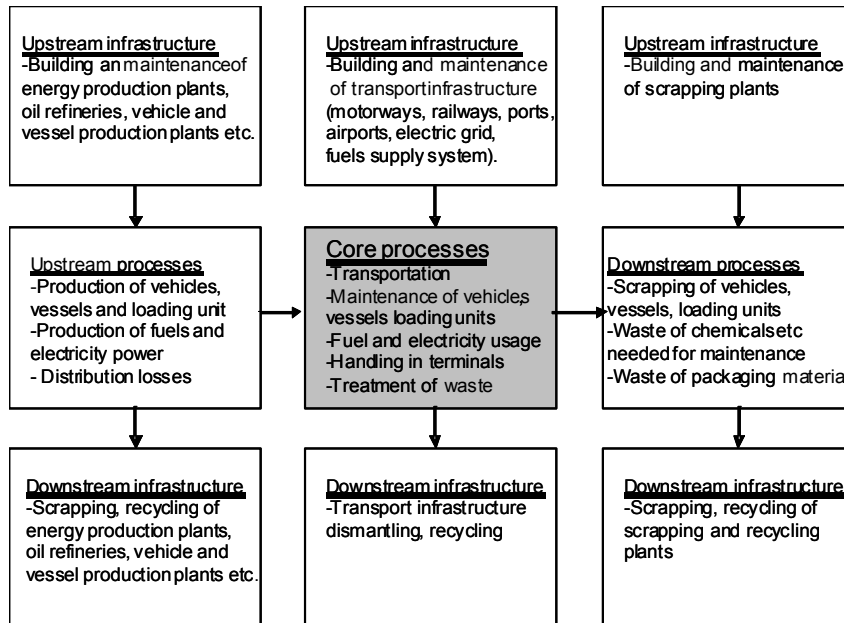 Upstream infrastructure
-Building an maintenance of
energy production plants,
oil refineries, vehicle and
vessel production plants etc.
Upstream infrastructure
-Building and maintenance
of transport infrastructure
(motorways, railways, ports,
airports, electric grid,
fuels supply system).
Upstream infrastructure
-Building and maintenance
of scrapping plants
Upstream processes
-Production of vehicles,
vessels and loading unit
-Production of fuels and
electricity power
- Distribution losses
Core processes
-Transportation
-Maintenance of vehicles,
vessels loading units
-Fuel and electricity usage
-Handling in terminals
-Treatment of waste
Downstream processes
-Scrapping of vehicles,
vessels, loading units
-Waste of chemicals etc
needed for maintenance
-Waste of packaging materia
Downstream infrastructure
-Scrapping, recycling of
energy production plants,
oil refineries, vehicle and
vessel production plants etc.
Downstream infrastructure
-Transport infrastructure
dismantling, recycling
Downstream infrastructure
-Scrapping, recycling of
scrapping and recycling
plants